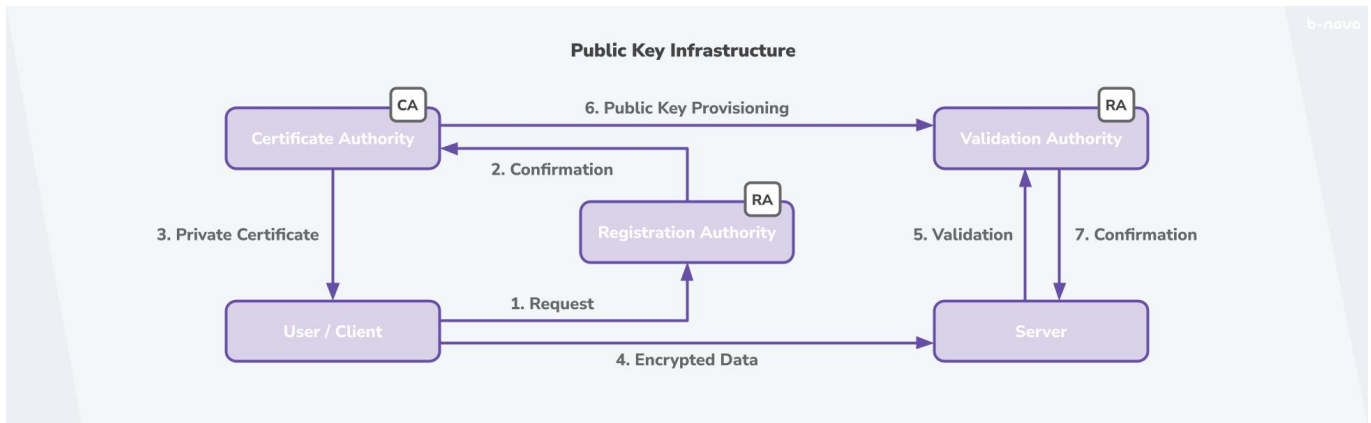 b-nova
Public Key Infrastructure
CA
Certificate Authority
6. Public Key Provisioning
RA
Validation Authority
2. Confirmation
RA
Registration Authority
3. Private Certificate
5. Validation
7. Confirmation
1. Request
User / Client
Server
4. Encrypted Data